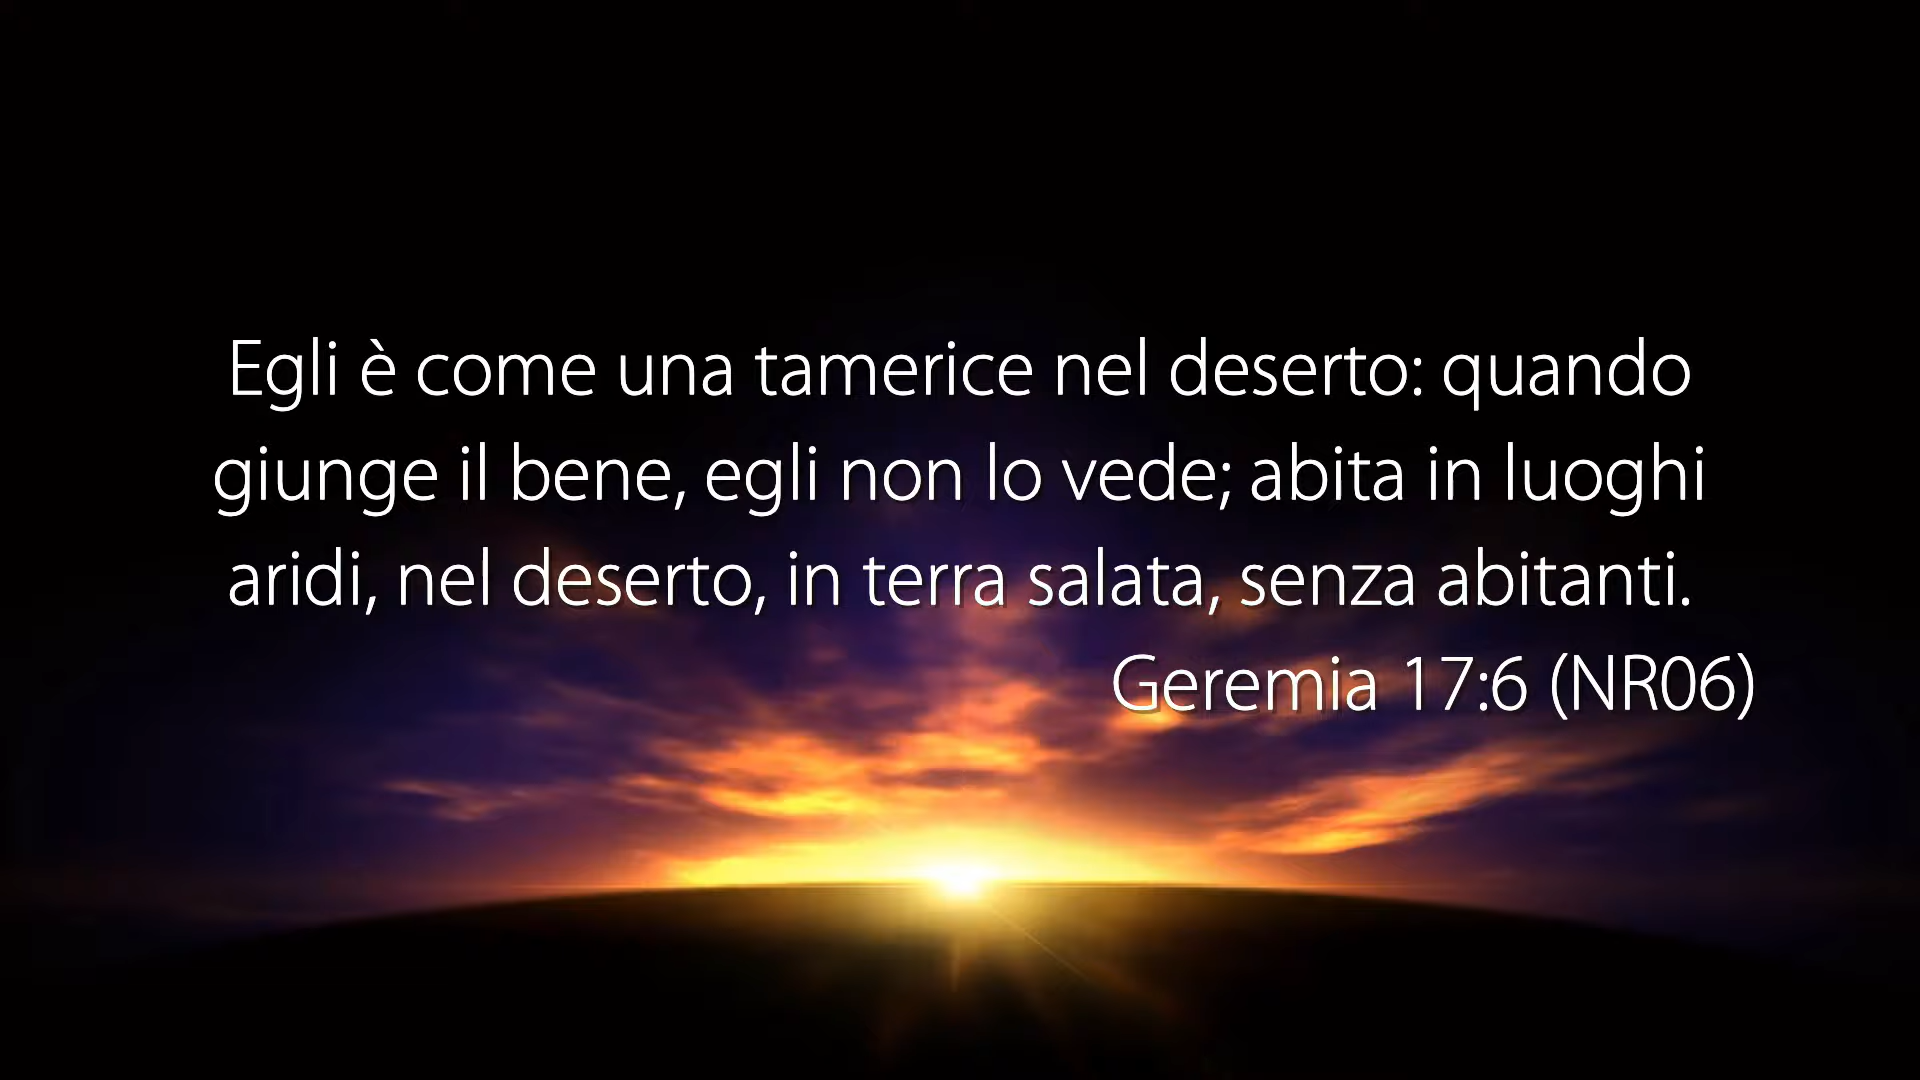 Egli è come una tamerice nel deserto: quando
giunge il bene, egli non lo vede; abita in luoghi
aridi, nel deserto, in terra salata, senza abitanti.
Geremia 17:6 (NR06)